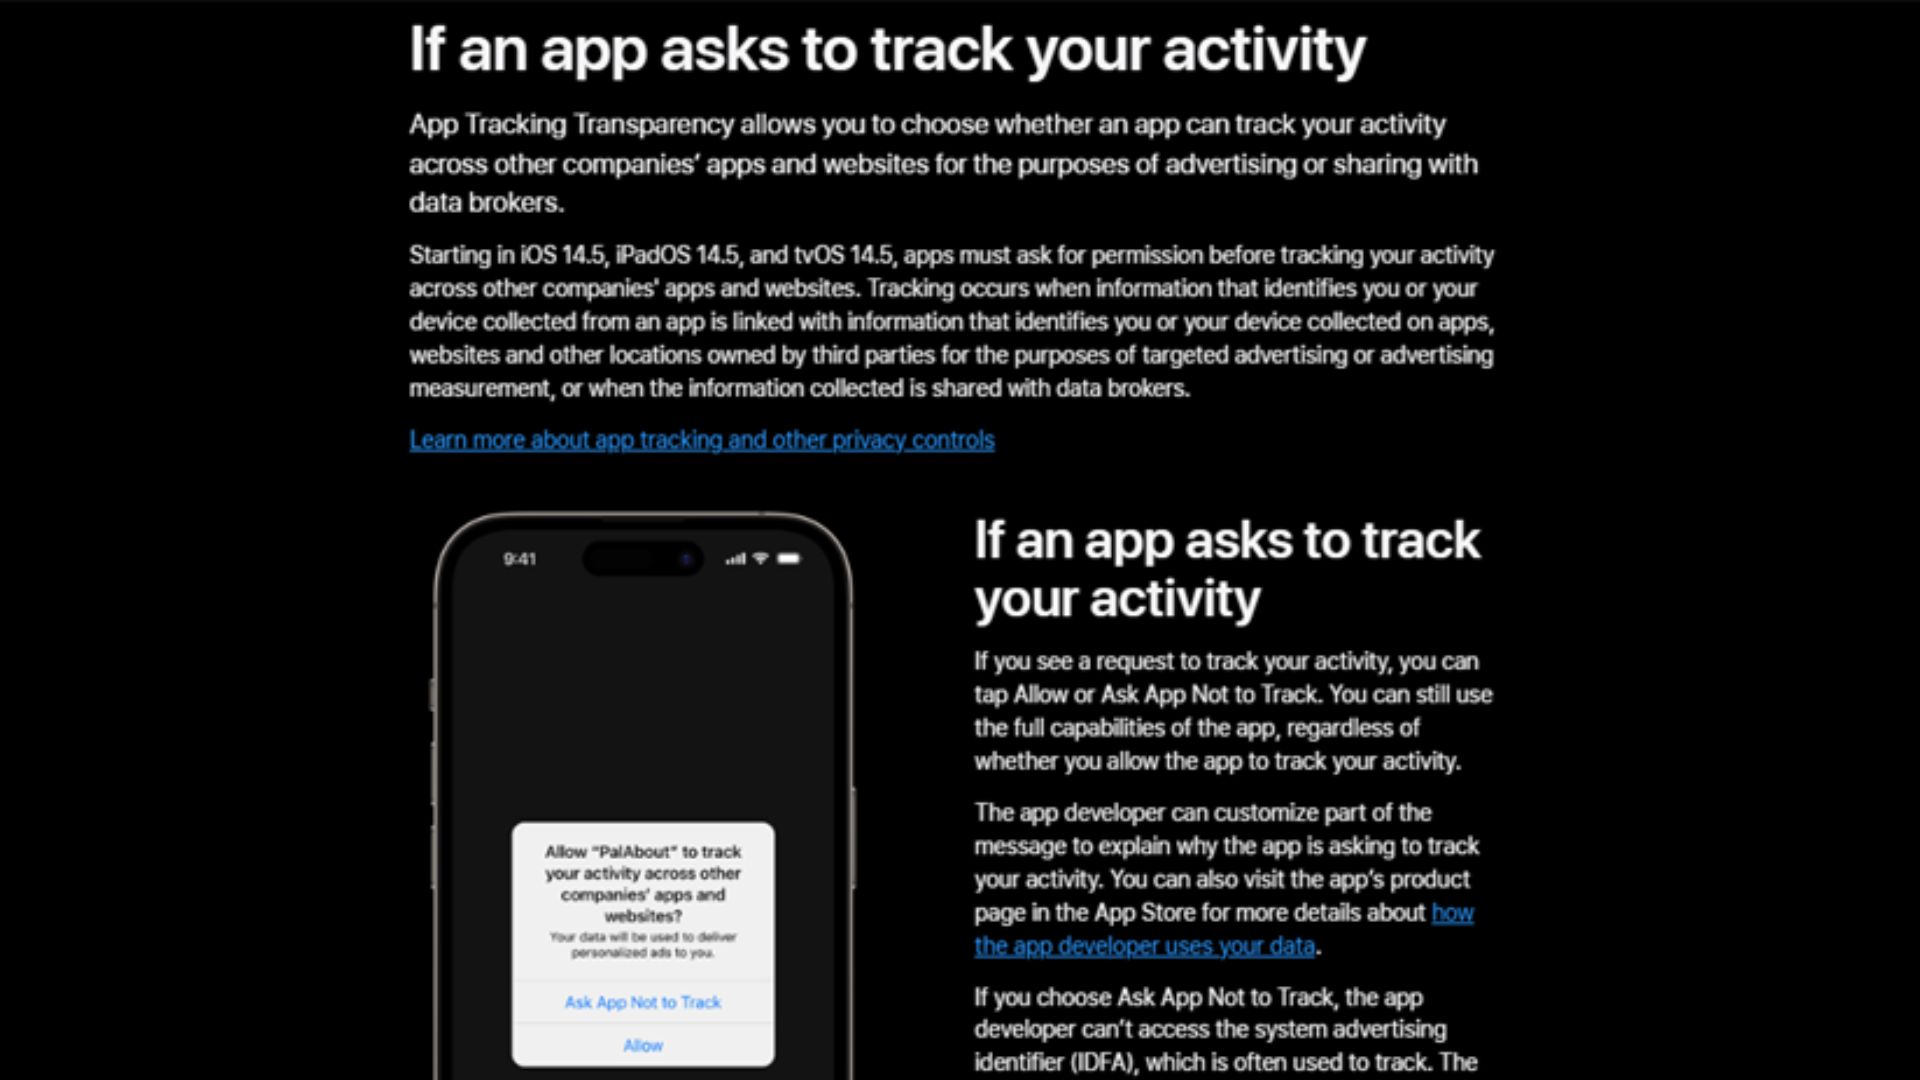 If an app asks to track your activity
App Tracking Transparency allows you to choose whether an app can track your activity
across other companies’ apps and websites for the purposes of advertising or sharing with
data brokers.
Starting in iOS 14.5, iPadOS 14.5, and tvOS 14.5, apps must ask for permission before tracking your activity
across other companies' apps and websites. Tracking occurs when information that identifies you or your
device collected from an app is linked with information that identifies you or your device collected on apps,
websites and other locations owned by third parties for the purposes of targeted advertising or advertising
measurement, or when the information collected is shared with data brokers.
Learn more about app tracking and other privacy controls
9:41
Allow “PalAbout” to track
your activity across other
companies’ apps and
websites?
Your data will be used to deliver
personalized ads to you.
Ask App Not to Track
Allow
If an app asks to track
your activity
If you see a request to track your activity, you can
tap Allow or Ask App Not to Track. You can still use
the full capabilities of the app, regardless of
whether you allow the app to track your activity.
The app developer can customize part of the
message to explain why the app is asking to track
your activity. You can also visit the app’s product
page in the App Store for more details about how
the app developer uses your data.
If you choose Ask App Not to Track, the app
developer can’t access the system advertising
identifier (IDFA), which is often used to track. The